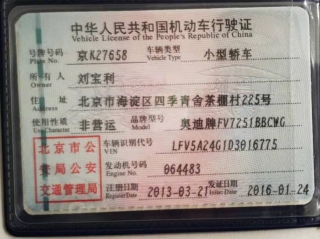 中华人民共和国机动车行驶证
Vehicle License of the People's Republic of China
号牌号码 京K27658 车辆类型 小型轿车
Plate No. Vehicle Type
所有人 刘宝利
Owner
住址 北京市海淀区四季青舍茶棚村225号
Address
使用性质 非营运 品牌型号 奥迪牌FV7251BBCWG
Use Character Model
北京市公安局公安交通管理局
车辆识别代号 LFV5A24G1D3016775
VIN
发动机号码 064483
Engine No.
注册日期 2013-03-21 发证日期 2016-01-24
Register Date Issue Date